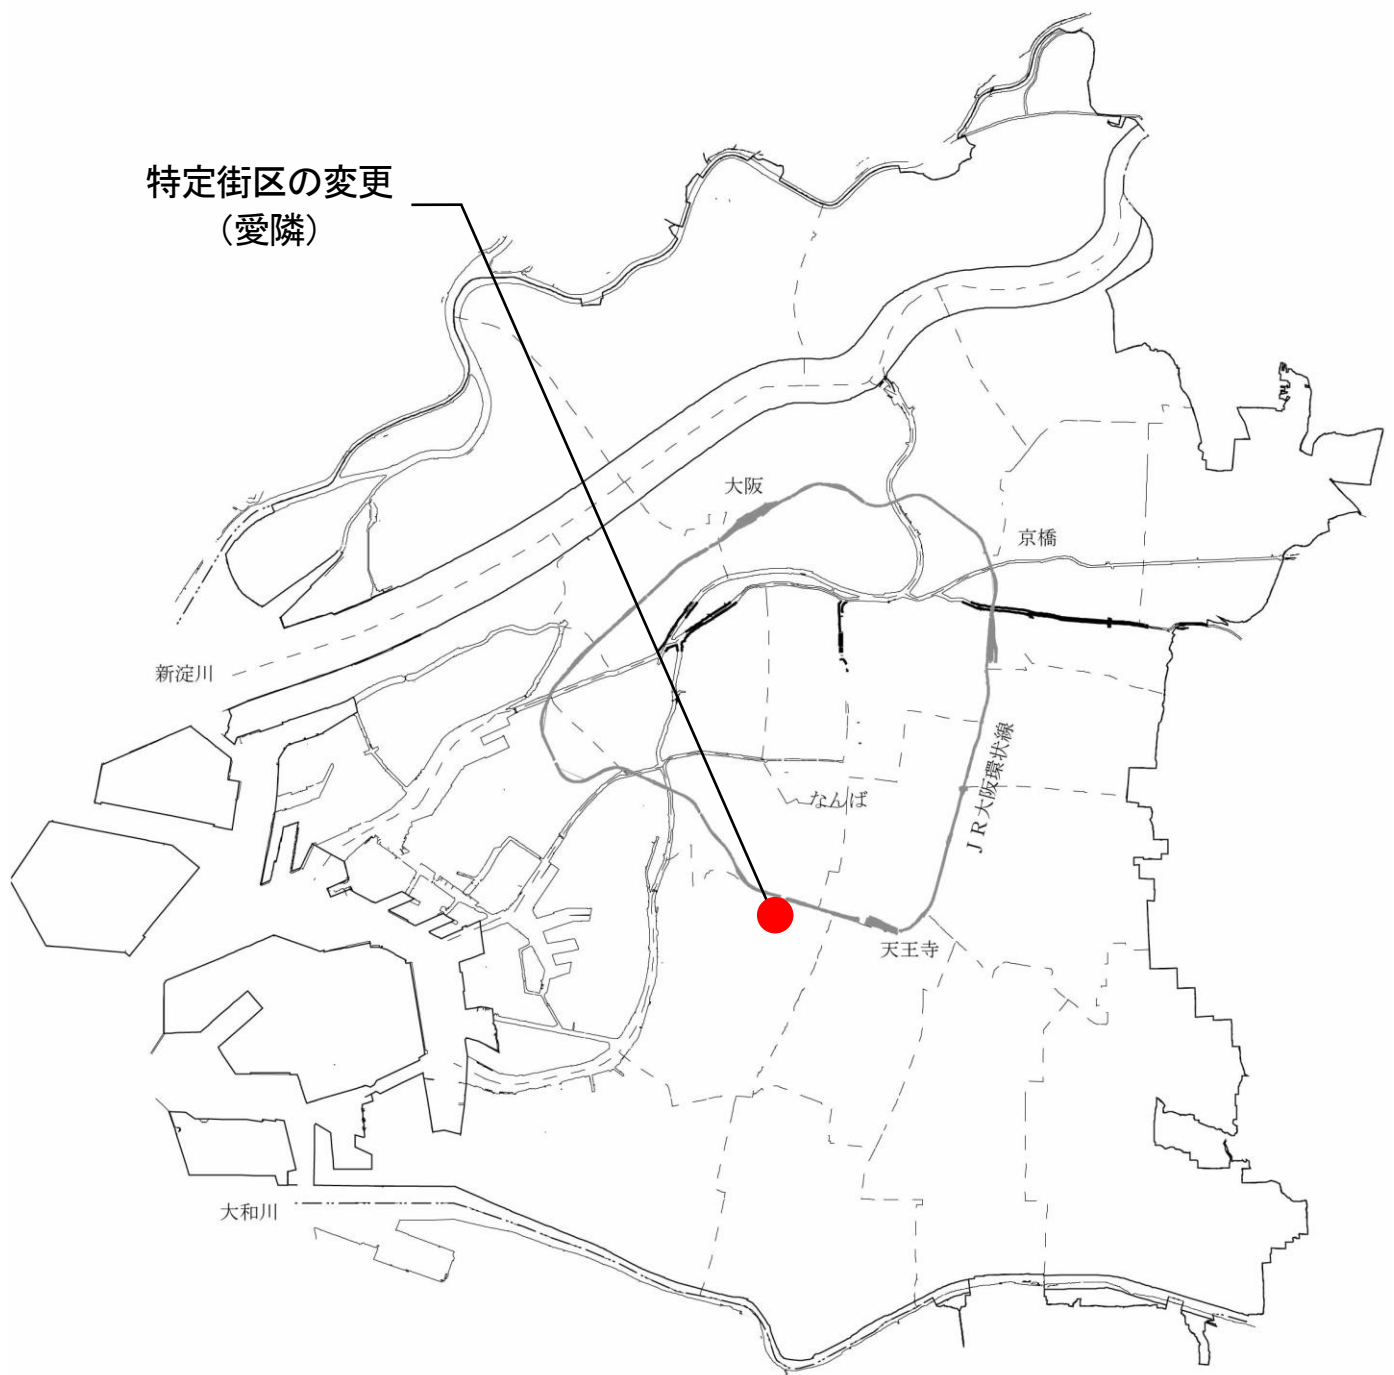 特定街区の変更
（愛隣）
大阪
京橋
新淀川
ＪＲ大阪環状線
なんば
天王寺
大和川